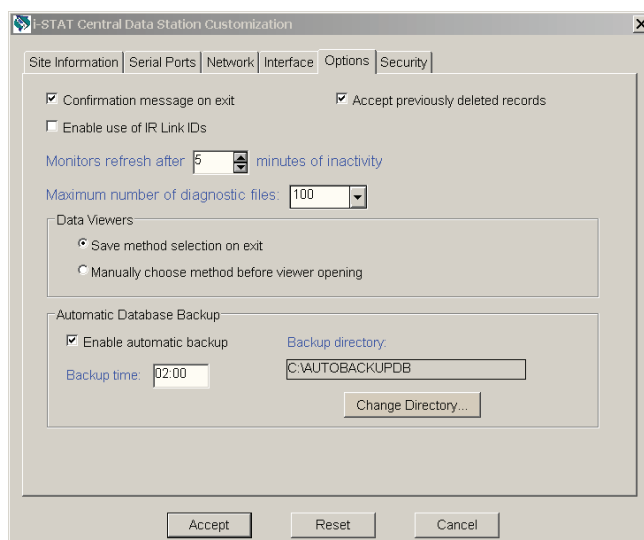 i-STAT Central Data Station Customization
Site Information Serial Ports Network Interface Options Security
Confirmation message on exit Accept previously deleted records
Enable use of IR Link IDs
Monitors refresh after 5 minutes of inactivity
Maximum number of diagnostic files: 100
Data Viewers
Save method selection on exit
Manually choose method before viewer opening
Automatic Database Backup
Enable automatic backup Backup directory:
Backup time: 02:00 C:\AUTOBACKUPDB
Change Directory...
Accept Reset Cancel